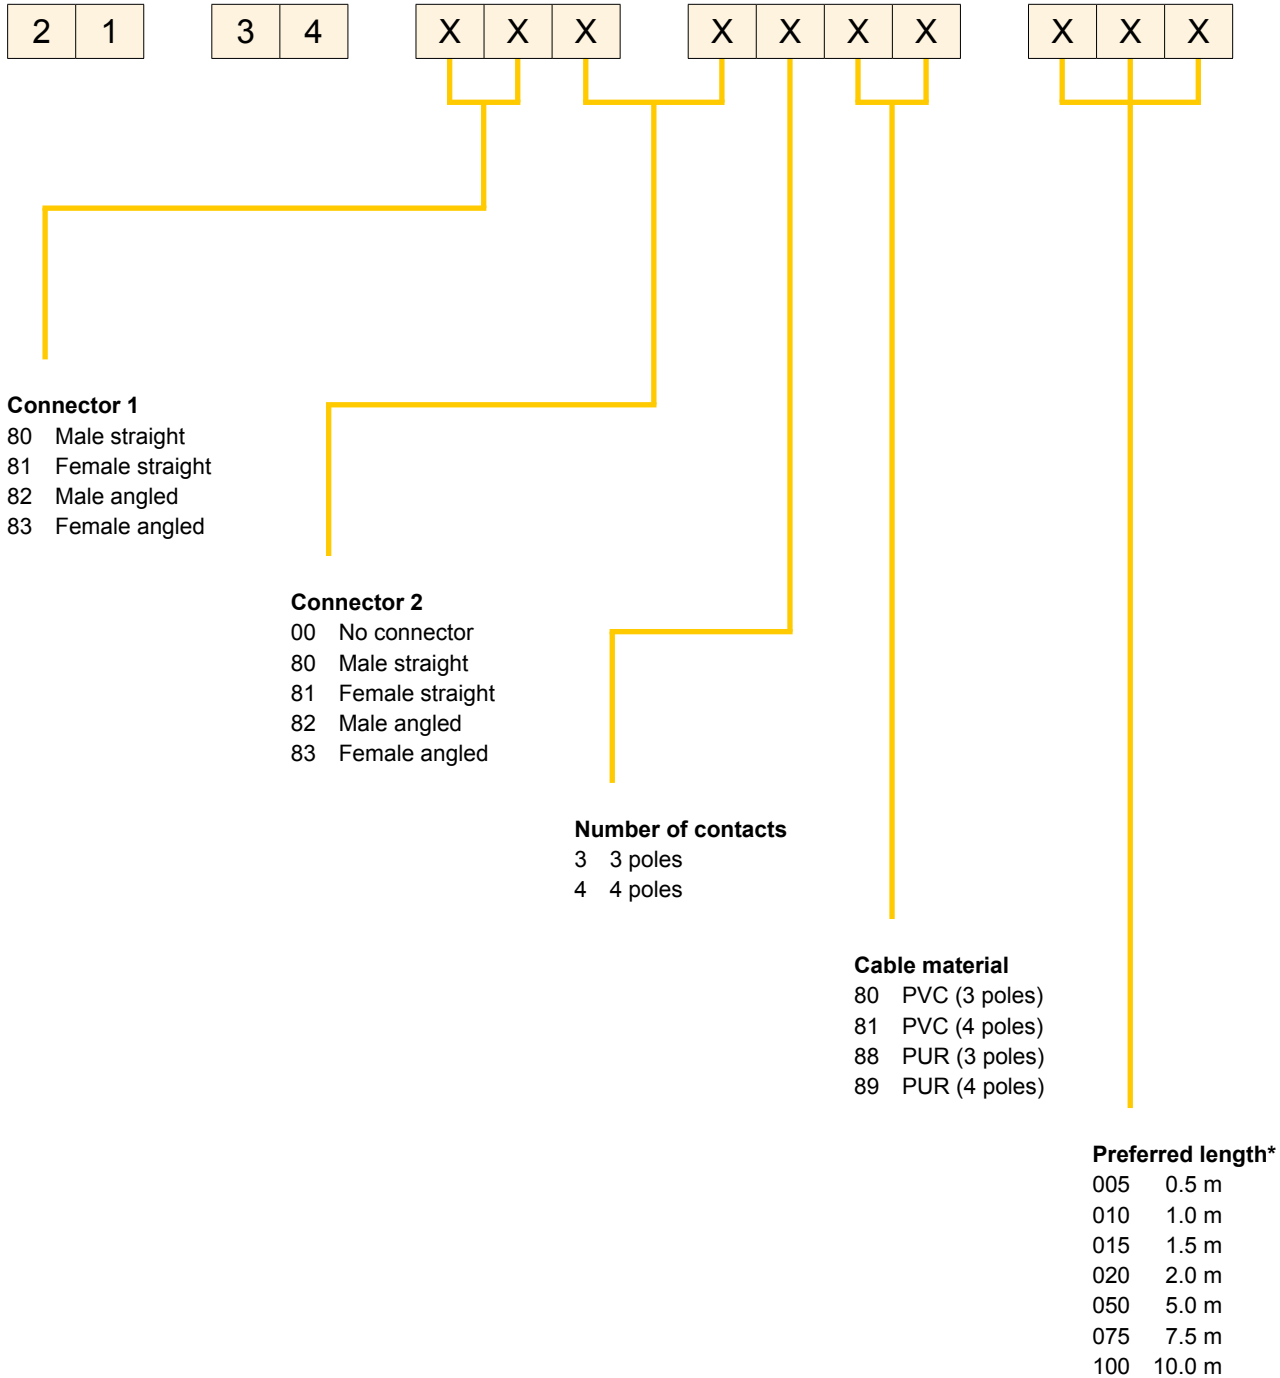 2 1 3 4 X X X X X X X X X X
Connector 1
80 Male straight
81 Female straight
82 Male angled
83 Female angled
Connector 2
00 No connector
80 Male straight
81 Female straight
82 Male angled
83 Female angled
Number of contacts
3 3 poles
4 4 poles
Cable material
80 PVC (3 poles)
81 PVC (4 poles)
88 PUR (3 poles)
89 PUR (4 poles)
Preferred length*
005 0.5 m
010 1.0 m
015 1.5 m
020 2.0 m
050 5.0 m
075 7.5 m
100 10.0 m